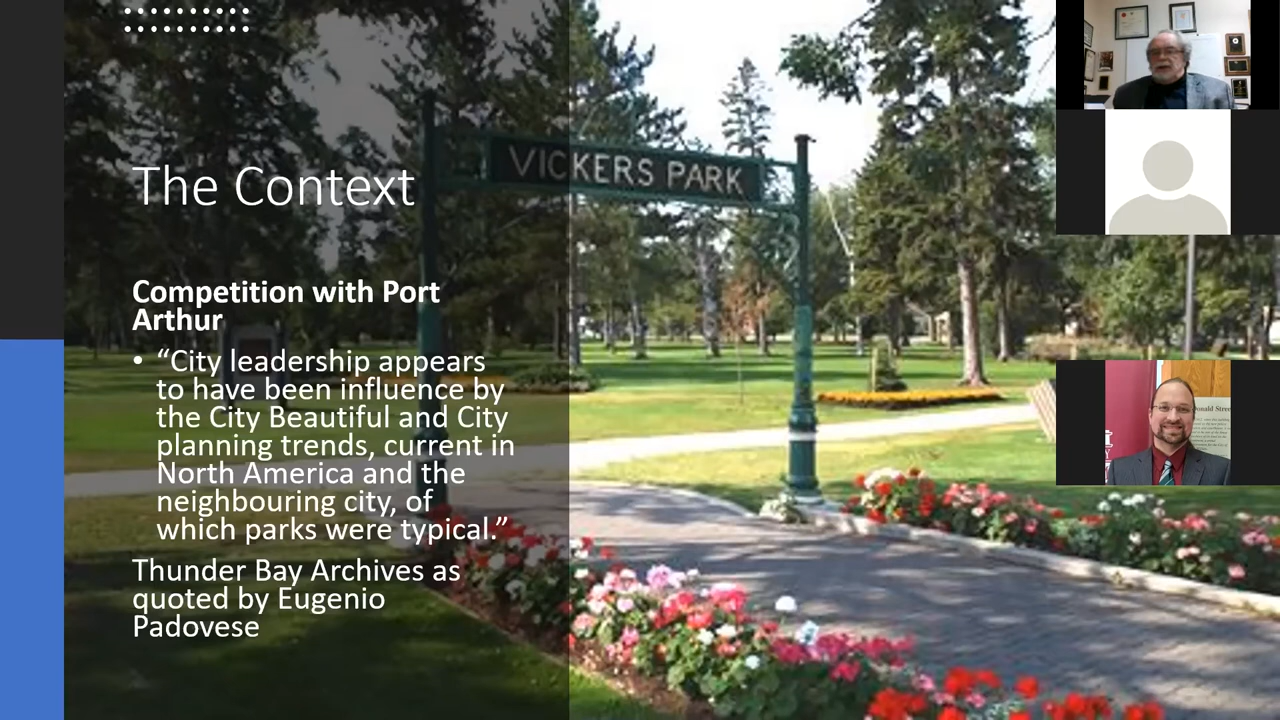 The Context
VICKERS PARK
Competition with Port
Arthur
• “City leadership appears
to have been influence by
the City Beautiful and City
planning trends, current in
North America and the
neighbouring city, of
which parks were typical.”
Thunder Bay Archives as
quoted by Eugenio
Padovese